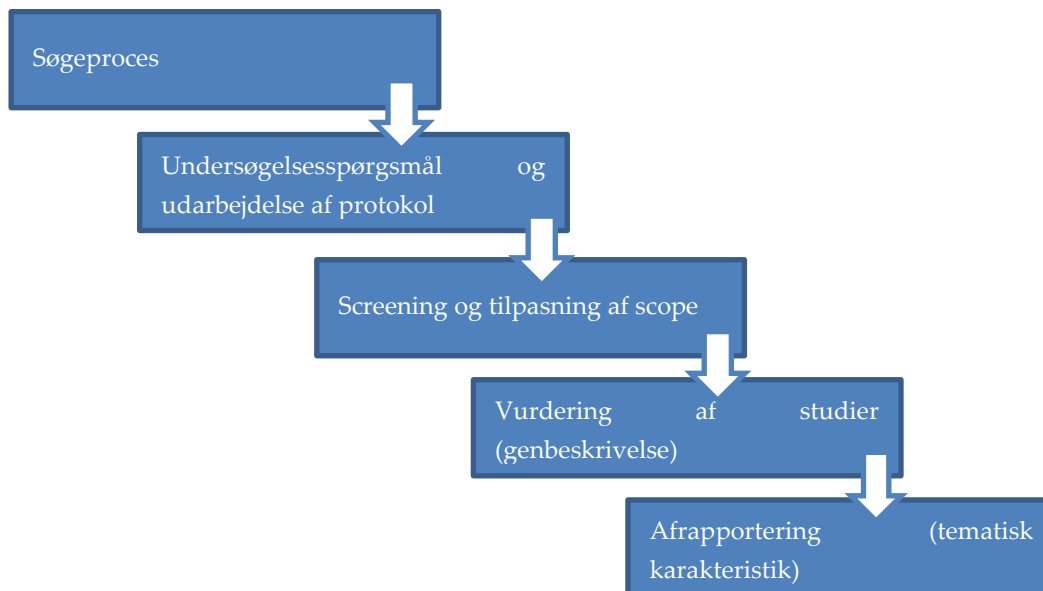 Søgeproces
Undersøgelsesspørgsmål og
udarbejdelse af protokol
Screening og tilpasning af scope
Vurdering af studier
(genbeskrivelse)
Afrapportering (tematisk
karakteristik)